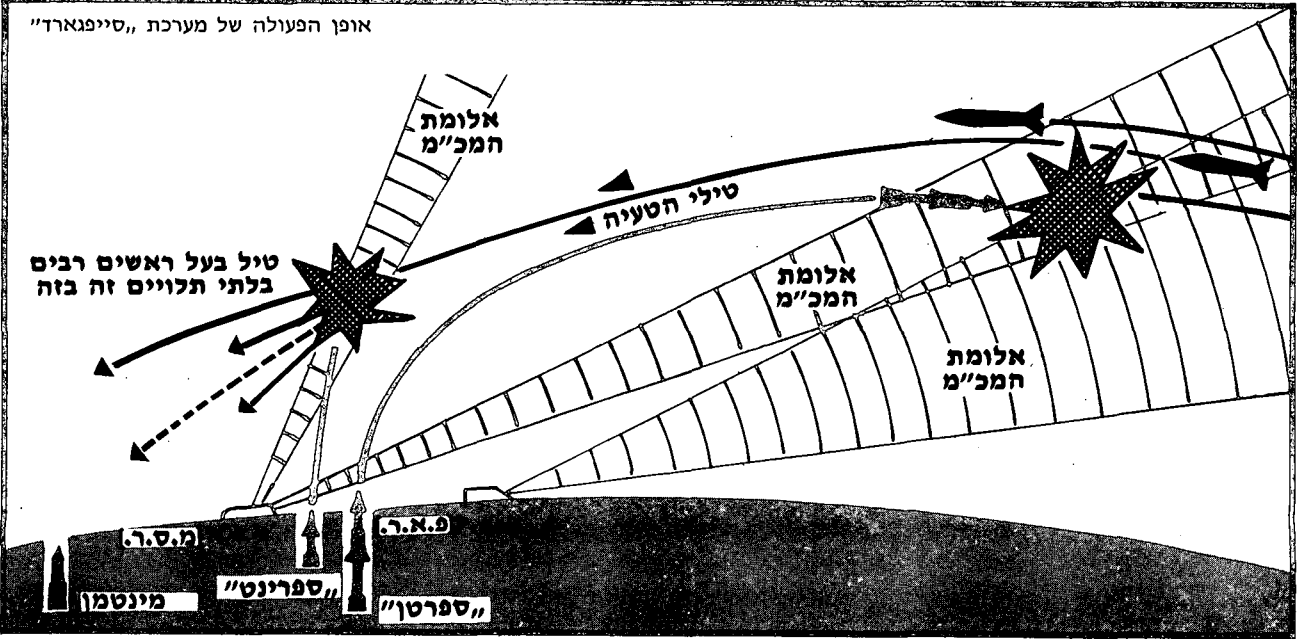 אופן הפעולה של מערכת „סייפגארד”
אלומת
המכ”מ
טילי הטעיה
טיל בעל ראשים רבים
בלתי תלויים זה בזה
אלומת
המכ”מ
אלומת
המכ”מ
מ.ס.ר.
פ.א.ר.
„ספרינט”
מינטמן
„ספרטן”